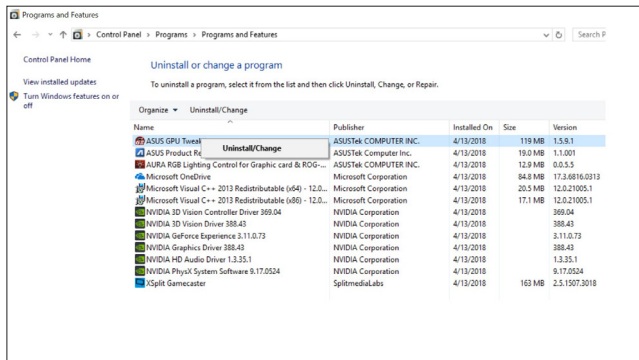 Programs and Features
Control Panel > Programs > Programs and Features
Search P
Control Panel Home
View installed updates
Turn Windows features on or
off
Uninstall or change a program
To uninstall a program, select it from the list and then click Uninstall, Change, or Repair.
Organize Uninstall/Change
Name Publisher Installed On Size Version
ASUS GPU Tweak ASUSTek COMPUTER INC. 4/13/2018 119 MB 1.5.9.1
Uninstall/Change
ASUS Product Re ASUSTek Computer Inc. 4/13/2018 19.0 MB 1.1.001
AURA RGB Lighting Control for Graphic card & ROG-... ASUSTek COMPUTER INC. 4/13/2018 12.9 MB 0.0.5.5
Microsoft OneDrive Microsoft Corporation 4/13/2018 84.8 MB 17.3.6816.0313
Microsoft Visual C++ 2013 Redistributable (x64) - 12.0... Microsoft Corporation 4/13/2018 20.5 MB 12.0.21005.1
Microsoft Visual C++ 2013 Redistributable (x86) - 12.0... Microsoft Corporation 4/13/2018 17.1 MB 12.0.21005.1
NVIDIA 3D Vision Controller Driver 369.04 NVIDIA Corporation 4/13/2018 369.04
NVIDIA 3D Vision Driver 388.43 NVIDIA Corporation 4/13/2018 388.43
NVIDIA GeForce Experience 3.11.0.73 NVIDIA Corporation 4/13/2018 3.11.0.73
NVIDIA Graphics Driver 388.43 NVIDIA Corporation 4/13/2018 388.43
NVIDIA HD Audio Driver 1.3.35.1 NVIDIA Corporation 4/13/2018 1.3.35.1
NVIDIA PhysX System Software 9.17.0524 NVIDIA Corporation 4/13/2018 9.17.0524
XSplit Gamecaster SplitmediaLabs 4/13/2018 163 MB 2.5.1507.3018